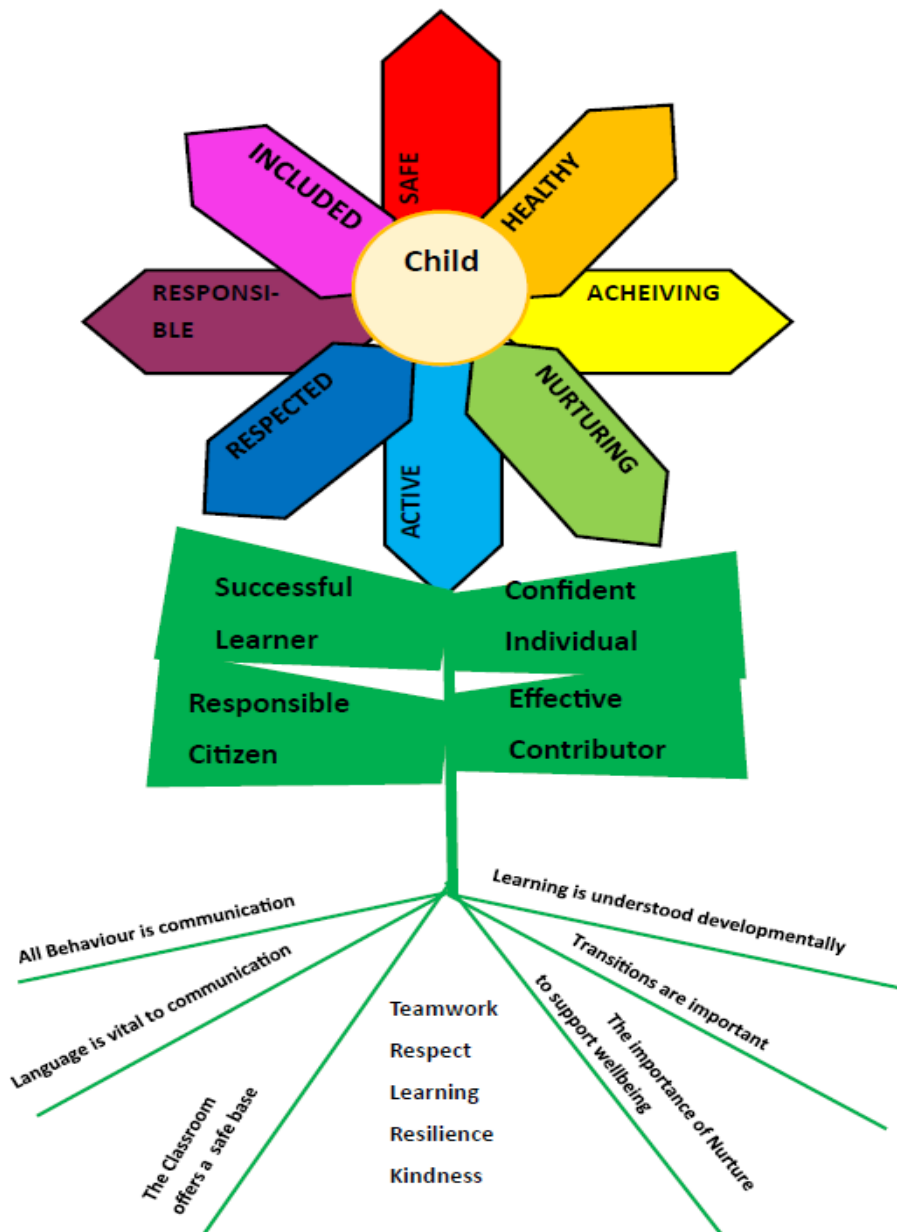 SAFE
HEALTHY
INCLUDED
Child
RESPONSI-
BLE
ACHEIVING
RESPECTED
NURTURING
ACTIVE
Successful
Learner
Confident
Individual
Responsible
Citizen
Effective
Contributor
All Behaviour is communication
Language is vital to communication
The Classroom
offers a safe base
Teamwork
Respect
Learning
Resilience
Kindness
Learning is understood developmentally
Transitions are important
The importance of Nurture
to support wellbeing